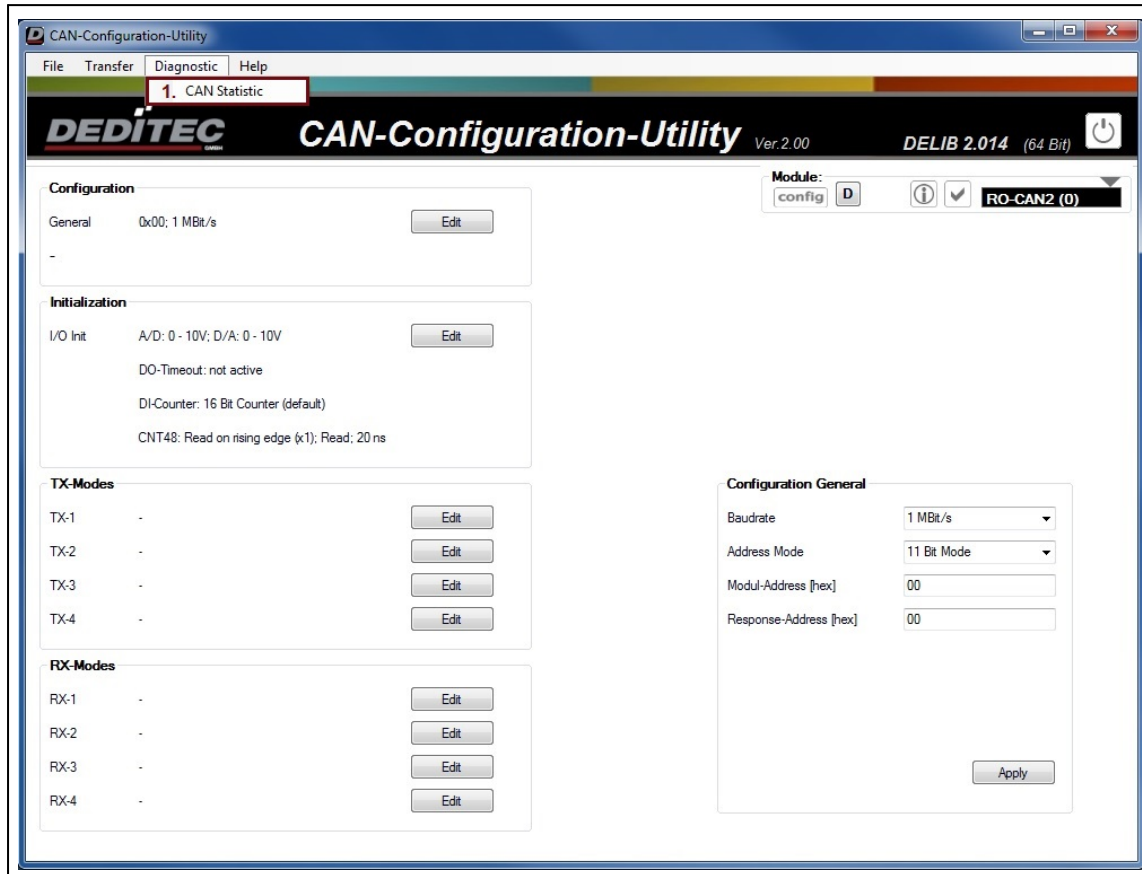 CAN-Configuration-Utility
File Transfer Diagnostic Help
1. CAN Statistic
DEDITEC GMBH CAN-Configuration-Utility Ver.2.00 DELIB 2.014 (64 Bit)
Module:
config D RO-CAN2 (0)
Configuration
General 0x00; 1 MBit/s Edit
-
Initialization
I/O Init A/D: 0 - 10V; D/A: 0 - 10V Edit
DO-Timeout: not active
DI-Counter: 16 Bit Counter (default)
CNT48: Read on rising edge (x1); Read; 20 ns
TX-Modes
TX-1 - Edit
TX-2 - Edit
TX-3 - Edit
TX-4 - Edit
RX-Modes
RX-1 - Edit
RX-2 - Edit
RX-3 - Edit
RX-4 - Edit
Configuration General
Baudrate 1 MBit/s
Address Mode 11 Bit Mode
Modul-Address [hex] 00
Response-Address [hex] 00
Apply